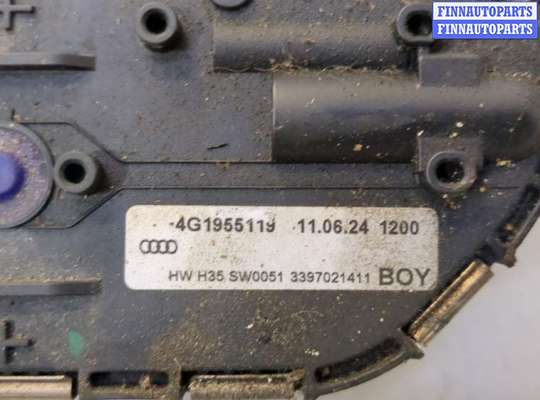 FINNAUTOPARTS
FINNAUTOPARTS
4G1955119 11.06.24 1200
HW H35 SW0051 3397021411 BOY